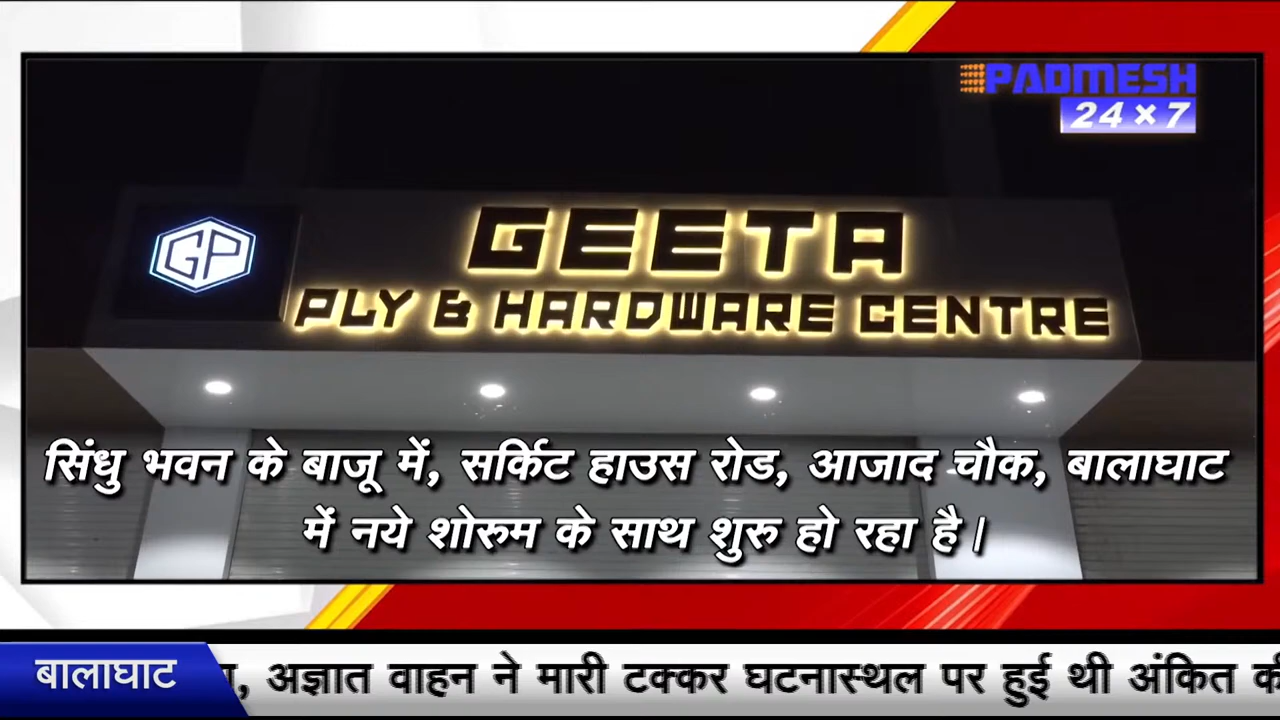 PADMESH
24×7
GP
GEETA
PLY & HARDWARE CENTRE
सिंधु भवन के बाजू में, सर्किट हाउस रोड, आजाद चौक, बालाघाट
में नये शोरूम के साथ शुरू हो रहा है।
बालाघाट
, अज्ञात वाहन ने मारी टक्कर घटनास्थल पर हुई थी अंकित की